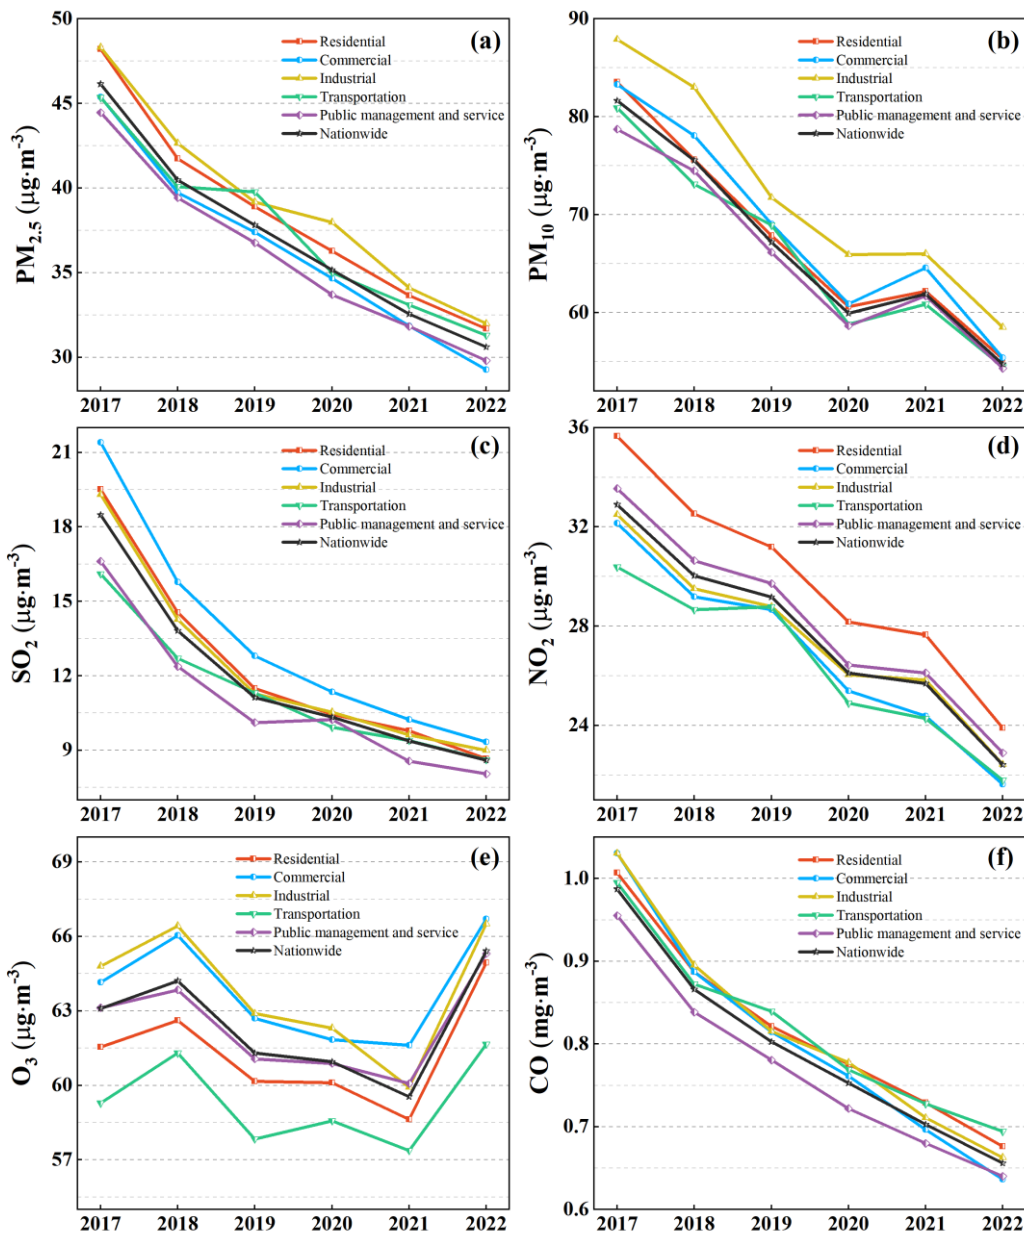 (a)
50
45
40
35
30
PM2.5 (μg·m-3)
Residential
Commercial
Industrial
Transportation
Public management and service
Nationwide
2017 2018 2019 2020 2021 2022
(b)
90
80
70
60
PM10 (μg·m-3)
Residential
Commercial
Industrial
Transportation
Public management and service
Nationwide
2017 2018 2019 2020 2021 2022
(c)
21
18
15
12
9
SO2 (μg·m-3)
Residential
Commercial
Industrial
Transportation
Public management and service
Nationwide
2017 2018 2019 2020 2021 2022
(d)
36
32
28
24
NO2 (μg·m-3)
Residential
Commercial
Industrial
Transportation
Public management and service
Nationwide
2017 2018 2019 2020 2021 2022
(e)
69
66
63
60
57
O3 (μg·m-3)
Residential
Commercial
Industrial
Transportation
Public management and service
Nationwide
2017 2018 2019 2020 2021 2022
(f)
1.0
0.9
0.8
0.7
0.6
CO (mg·m-3)
Residential
Commercial
Industrial
Transportation
Public management and service
Nationwide
2017 2018 2019 2020 2021 2022